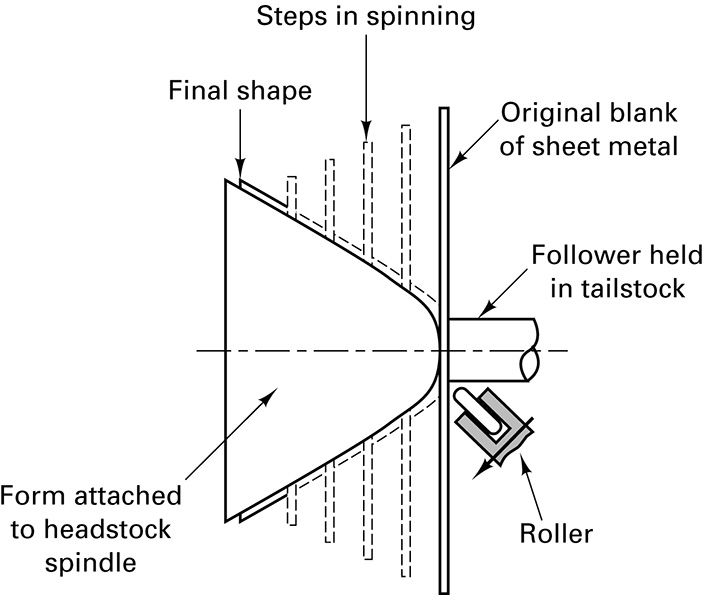 Steps in spinning
Final shape
Original blank
of sheet metal
Follower held
in tailstock
Form attached
to headstock
spindle
Roller